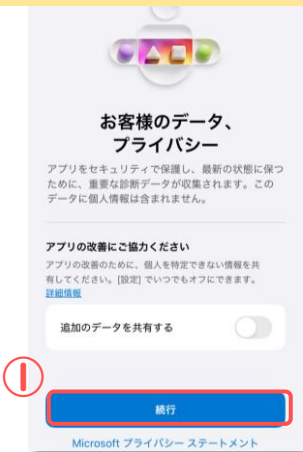 お客様のデータ、
プライバシー
アプリをセキュリティで保護し、最新の状態に保つ
ために、重要な診断データが収集されます。この
データに個人情報は含まれません。
アプリの改善にご協力ください
アプリの改善のために、個人を特定できない情報を共
有してください。[設定] でいつでもオフにできます。
詳細情報
追加のデータを共有する
①
続行
Microsoft プライバシー ステートメント